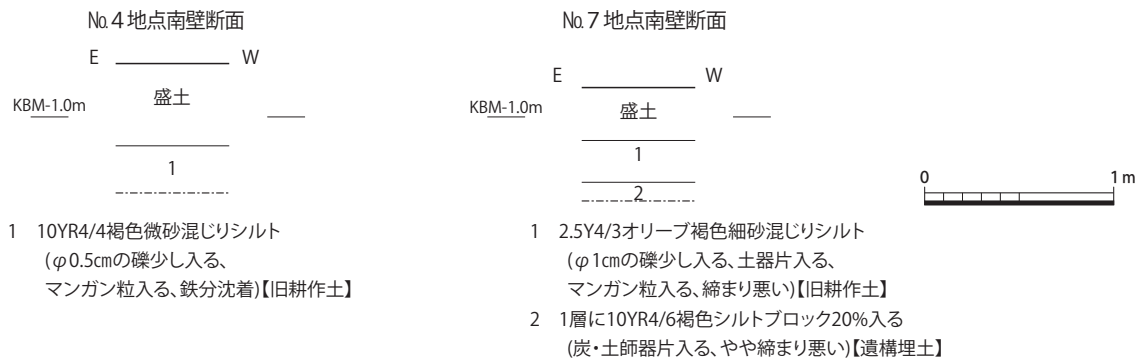 №4地点南壁断面
E W
KBM-1.0m
盛土
1
1 10YR4/4褐色微砂混じりシルト
(φ0.5㎝の礫少し入る、
マンガン粒入る、鉄分沈着)【旧耕作土】
№7地点南壁断面
E W
KBM-1.0m
盛土
1
2
1 2.5Y4/3オリーブ褐色細砂混じりシルト
(φ1㎝の礫少し入る、土器片入る、
マンガン粒入る、締まり悪い)【旧耕作土】
2 1層に10YR4/6褐色シルトブロック20%入る
(炭・土師器片入る、やや締まり悪い)【遺構埋土】
0 1 m